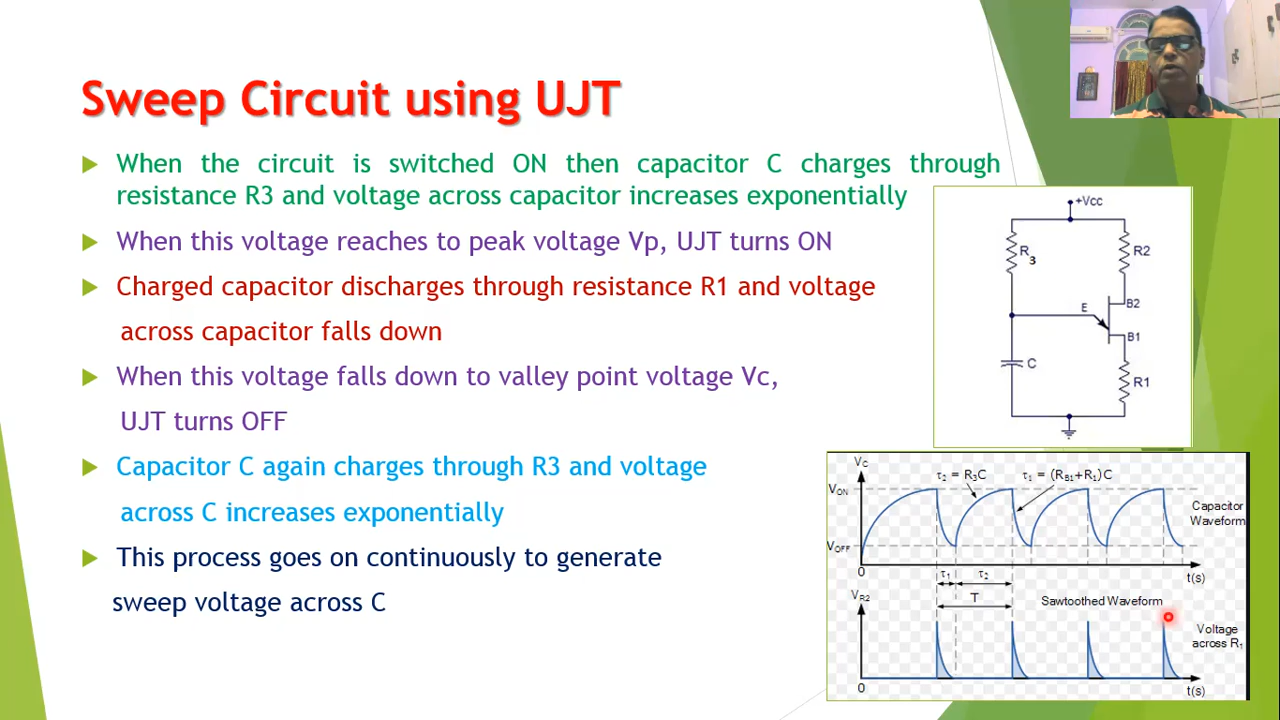 Sweep Circuit using UJT
When the circuit is switched ON then capacitor C charges through
resistance R3 and voltage across capacitor increases exponentially
When this voltage reaches to peak voltage Vp, UJT turns ON
Charged capacitor discharges through resistance R1 and voltage
across capacitor falls down
When this voltage falls down to valley point voltage Vc,
UJT turns OFF
Capacitor C again charges through R3 and voltage
across C increases exponentially
This process goes on continuously to generate
sweep voltage across C
+Vcc
R3
R2
B2
E
B1
C
R1
VC
τ2 = R3C
τ1 = (RB1+R1)C
VON
Capacitor
Waveform
VOFF
0
t(s)
τ1
τ2
T
VR2
Sawtoothed Waveform
Voltage
across R1
0
t(s)